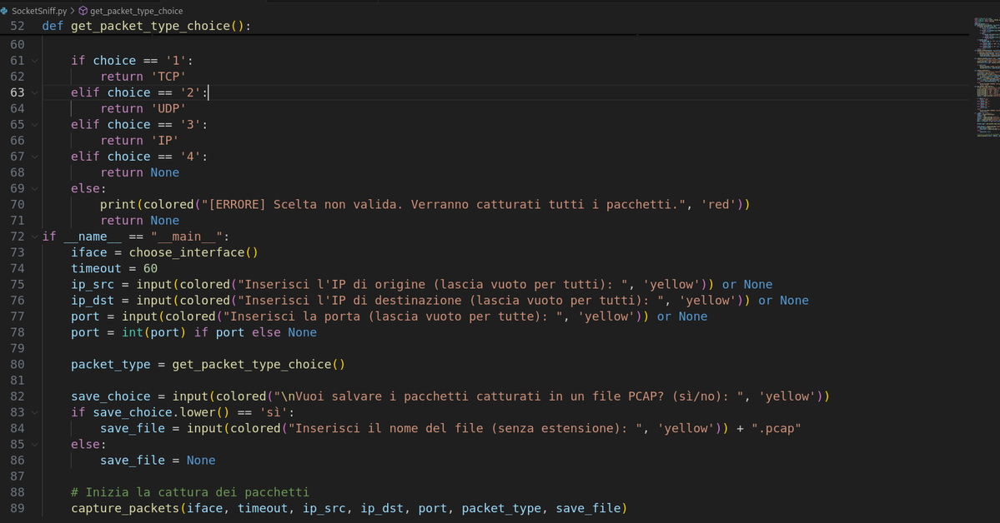 SocketSniff.py > get_packet_type_choice
52 def get_packet_type_choice():
60
61 if choice == '1':
62 return 'TCP'
63 elif choice == '2':
64 return 'UDP'
65 elif choice == '3':
66 return 'IP'
67 elif choice == '4':
68 return None
69 else:
70 print(colored("[ERRORE] Scelta non valida. Verranno catturati tutti i pacchetti.", 'red'))
71 return None
72 if __name__ == "__main__":
73 iface = choose_interface()
74 timeout = 60
75 ip_src = input(colored("Inserisci l'IP di origine (lascia vuoto per tutti): ", 'yellow')) or None
76 ip_dst = input(colored("Inserisci l'IP di destinazione (lascia vuoto per tutti): ", 'yellow')) or None
77 port = input(colored("Inserisci la porta (lascia vuoto per tutte): ", 'yellow')) or None
78 port = int(port) if port else None
79
80 packet_type = get_packet_type_choice()
81
82 save_choice = input(colored("\nVuoi salvare i pacchetti catturati in un file PCAP? (sì/no): ", 'yellow'))
83 if save_choice.lower() == 'sì':
84 save_file = input(colored("Inserisci il nome del file (senza estensione): ", 'yellow')) + ".pcap"
85 else:
86 save_file = None
87
88 # Inizia la cattura dei pacchetti
89 capture_packets(iface, timeout, ip_src, ip_dst, port, packet_type, save_file)